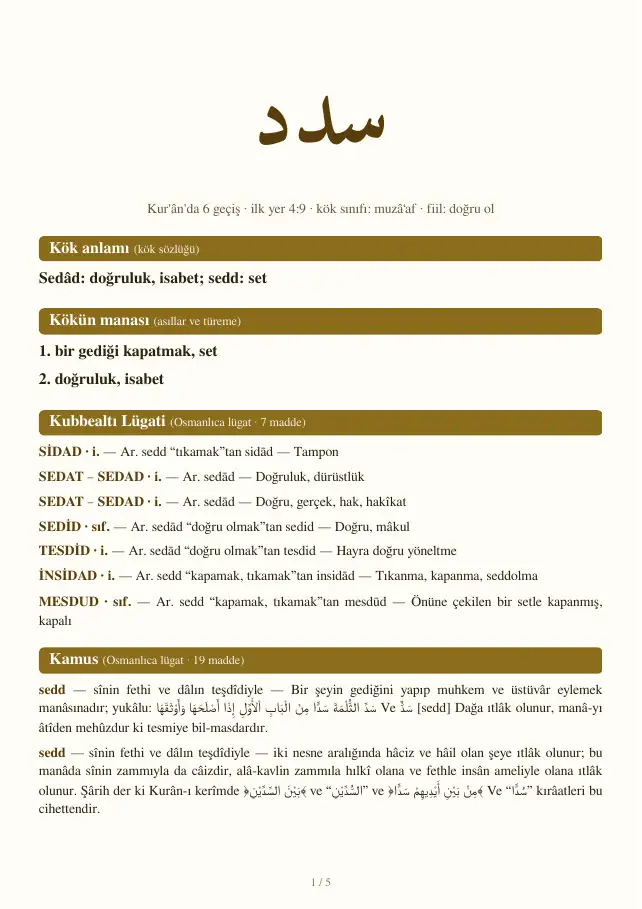 سدد
Kur'ân'da 6 geçiş · ilk yer 4:9 · kök sınıfı: muzâ'af · fiil: doğru ol
Kök anlamı (kök sözlüğü)
Sedâd: doğruluk, isabet; sedd: set
Kökün manası (asıllar ve türeme)
1. bir gediği kapatmak, set
2. doğruluk, isabet
Kubbealtı Lügati (Osmanlıca lügat · 7 madde)
SİDAD · i. — Ar. sedd “tıkamak”tan sidād — Tampon
SEDAT – SEDAD · i. — Ar. sedād — Doğruluk, dürüstlük
SEDAT – SEDAD · i. — Ar. sedād — Doğru, gerçek, hak, hakîkat
SEDİD · sıf. — Ar. sedād “doğru olmak”tan sedid — Doğru, mâkul
TESDİD · i. — Ar. sedād “doğru olmak”tan tesdid — Hayra doğru yöneltme
İNSİDAD · i. — Ar. sedd “kapamak, tıkamak”tan insidād — Tıkanma, kapanma, seddolma
MESDUD · sıf. — Ar. sedd “kapamak, tıkamak”tan mesdūd — Önüne çekilen bir setle kapanmış,
kapalı
Kamus (Osmanlıca lügat · 19 madde)
sedd — sînin fethi ve dâlın teşdîdiyle — Bir şeyin gediğini yapıp muhkem ve üstüvâr eylemek
manâsınadır; yukâlu: سَدَّ الثُّلْمَةَ سَدًّا مِنَ الْبَابِ الْأَوَّلِ إِذَا أَصْلَحَهَا وَأَوْثَقَهَا Ve سَدٌّ [sedd] Dağa ıtlâk olunur, manâ-yı
âtîden mehûzdur ki tesmiye bil-masdardır.
sedd — sînin fethi ve dâlın teşdîdiyle — iki nesne aralığında hâciz ve hâil olan şeye ıtlâk olunur; bu
manâda sînin zammıyla da câizdir, alâ-kavlin zammıla hılkî olana ve fethle insân ameliyle olana ıtlâk
olunur. Şârih der ki Kurân-ı kerîmde ﴿بَيْنَ السَّدَّيْنِ﴾ ve “السُّدَّيْنِ” ve ﴿مِنْ بَيْنِ أَيْدِيهِمْ سَدًّا﴾ Ve “سُدًّا” kırâatleri bu
cihettendir.
1 / 5